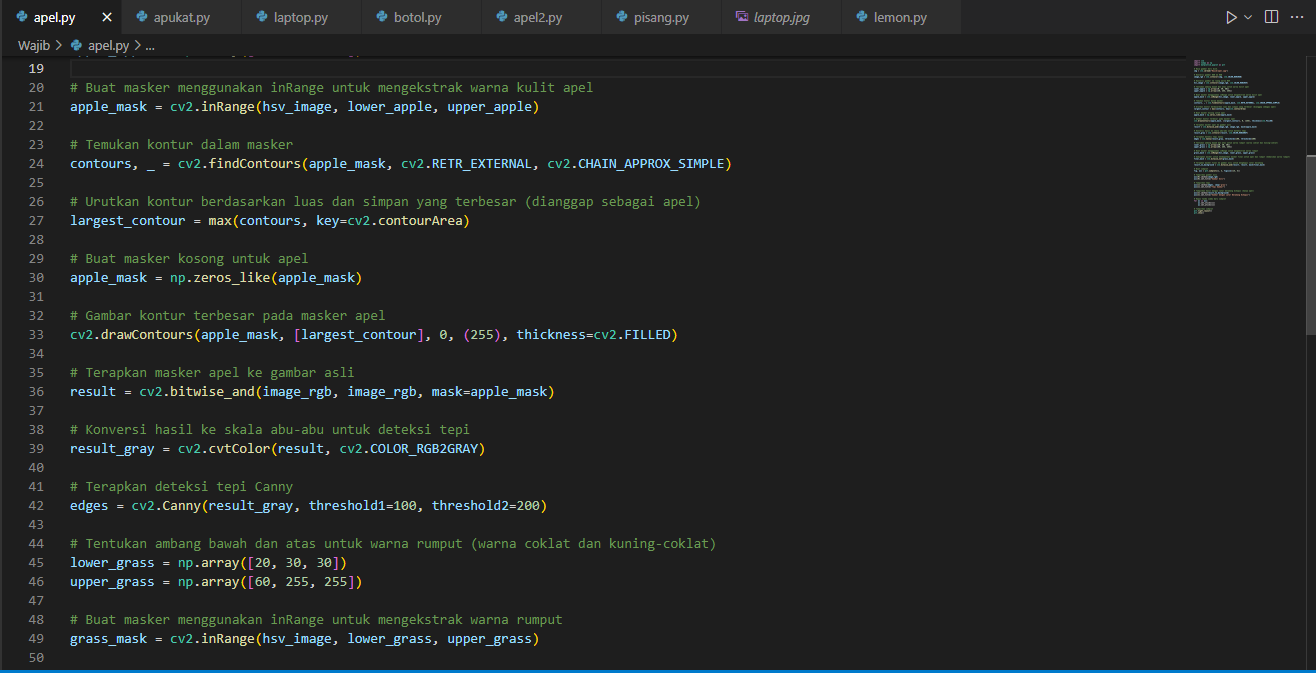 apel.py apukat.py laptop.py botol.py apel2.py pisang.py laptop.jpg lemon.py
Wajib > apel.py > ...
19
20 # Buat masker menggunakan inRange untuk mengekstrak warna kulit apel
21 apple_mask = cv2.inRange(hsv_image, lower_apple, upper_apple)
22
23 # Temukan kontur dalam masker
24 contours, _ = cv2.findContours(apple_mask, cv2.RETR_EXTERNAL, cv2.CHAIN_APPROX_SIMPLE)
25
26 # Urutkan kontur berdasarkan luas dan simpan yang terbesar (dianggap sebagai apel)
27 largest_contour = max(contours, key=cv2.contourArea)
28
29 # Buat masker kosong untuk apel
30 apple_mask = np.zeros_like(apple_mask)
31
32 # Gambar kontur terbesar pada masker apel
33 cv2.drawContours(apple_mask, [largest_contour], 0, (255), thickness=cv2.FILLED)
34
35 # Terapkan masker apel ke gambar asli
36 result = cv2.bitwise_and(image_rgb, image_rgb, mask=apple_mask)
37
38 # Konversi hasil ke skala abu-abu untuk deteksi tepi
39 result_gray = cv2.cvtColor(result, cv2.COLOR_RGB2GRAY)
40
41 # Terapkan deteksi tepi Canny
42 edges = cv2.Canny(result_gray, threshold1=100, threshold2=200)
43
44 # Tentukan ambang bawah dan atas untuk warna rumput (warna coklat dan kuning-coklat)
45 lower_grass = np.array([20, 30, 30])
46 upper_grass = np.array([60, 255, 255])
47
48 # Buat masker menggunakan inRange untuk mengekstrak warna rumput
49 grass_mask = cv2.inRange(hsv_image, lower_grass, upper_grass)
50